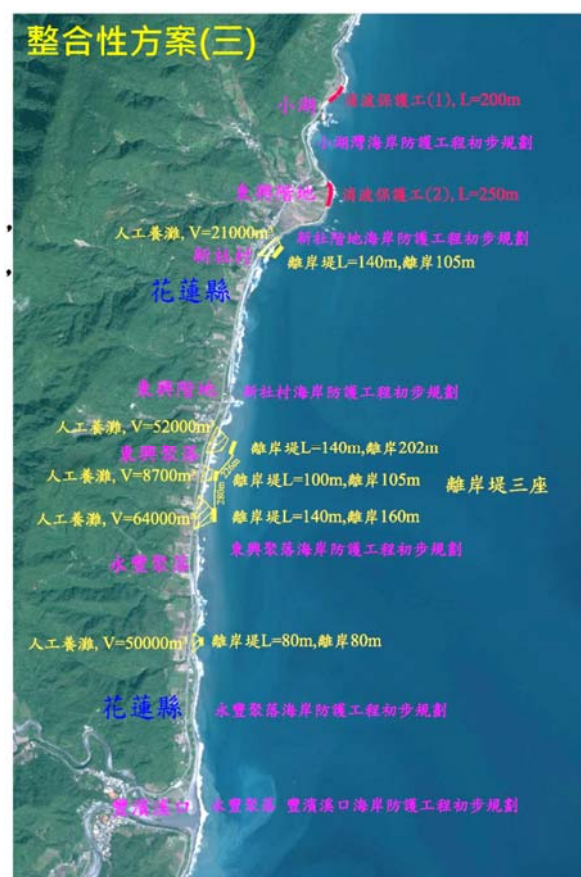 整合性方案(三)
小湖
消波保護工(1), L=200m
小湖灣海岸防護工程初步規劃
東興階地
消波保護工(2), L=250m
人工養灘, V=21000m³
新社階地海岸防護工程初步規劃
新社村
離岸堤L=140m,離岸105m
花蓮縣
東興階地
新社村海岸防護工程初步規劃
人工養灘, V=52000m³
東興聚落
離岸堤L=140m,離岸202m
人工養灘, V=8700m³
離岸堤L=100m,離岸105m
離岸堤三座
280m
人工養灘, V=64000m³
離岸堤L=140m,離岸160m
東興聚落海岸防護工程初步規劃
永豐聚落
人工養灘, V=50000m³
離岸堤L=80m,離岸80m
花蓮縣
永豐聚落海岸防護工程初步規劃
豐濱溪口
永豐聚落 豐濱溪口海岸防護工程初步規劃